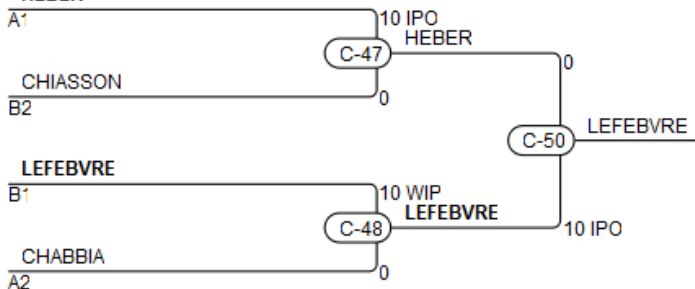 A1
10 IPO
HEBER
C-47
0
CHIASSON
0
B2
C-50
LEFEBVRE
LEFEBVRE
B1
10 WIP
LEFEBVRE
C-48
10 IPO
CHABBIA
0
A2